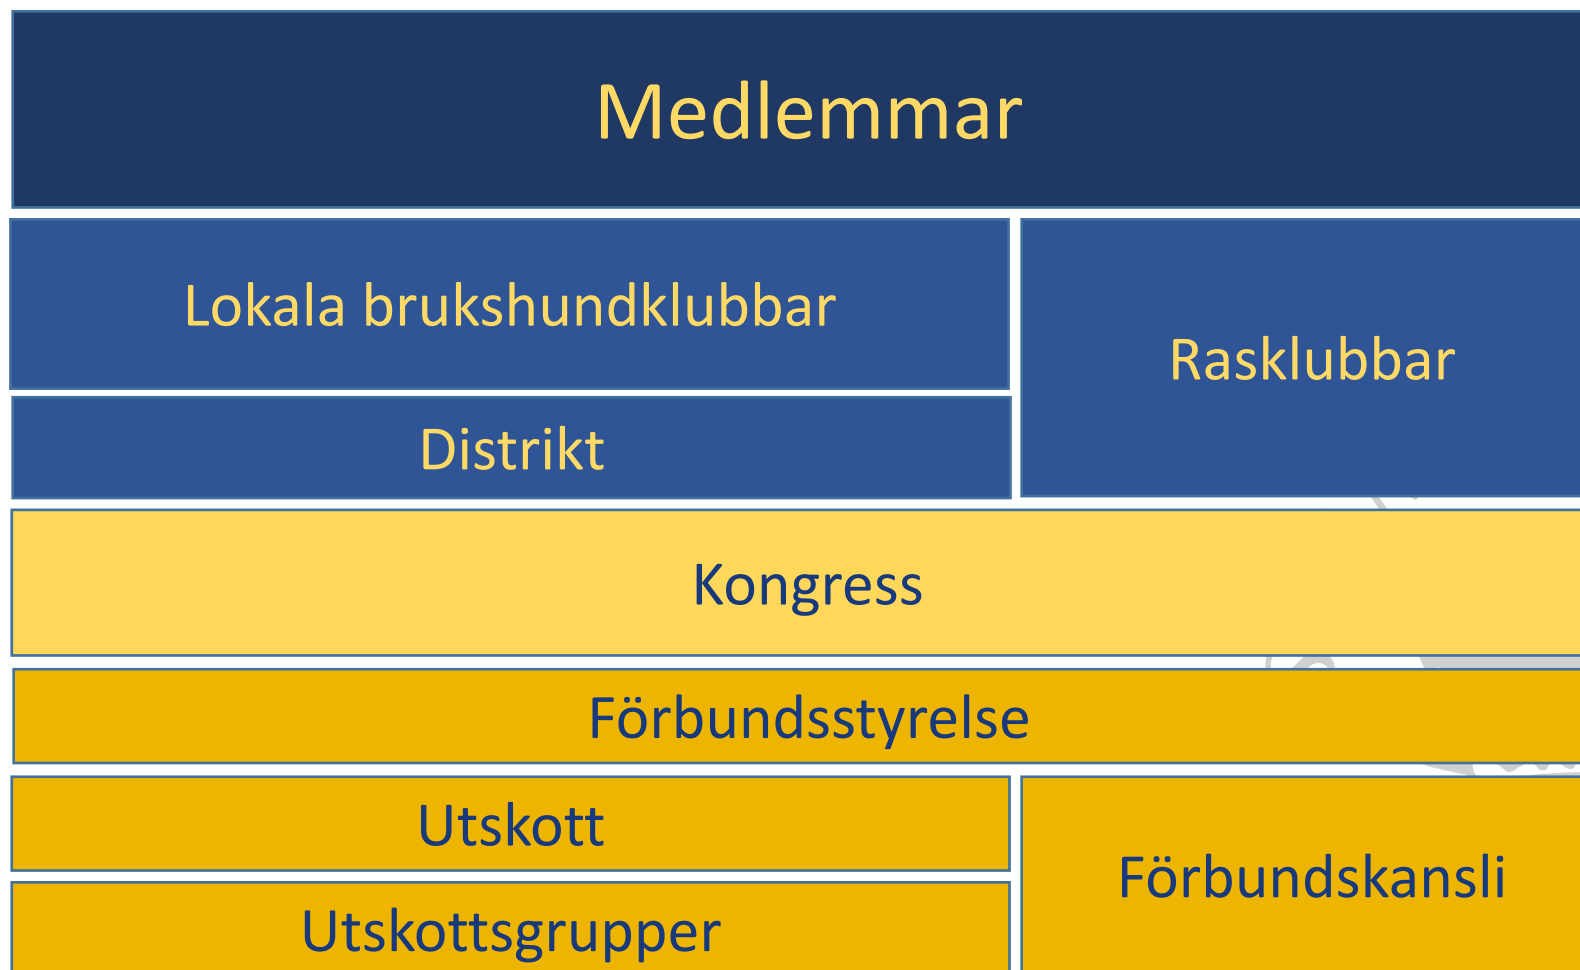 Medlemmar
Lokala brukshundklubbar
Rasklubbar
Distrikt
Kongress
Förbundsstyrelse
Utskott
Förbundskansli
Utskottsgrupper